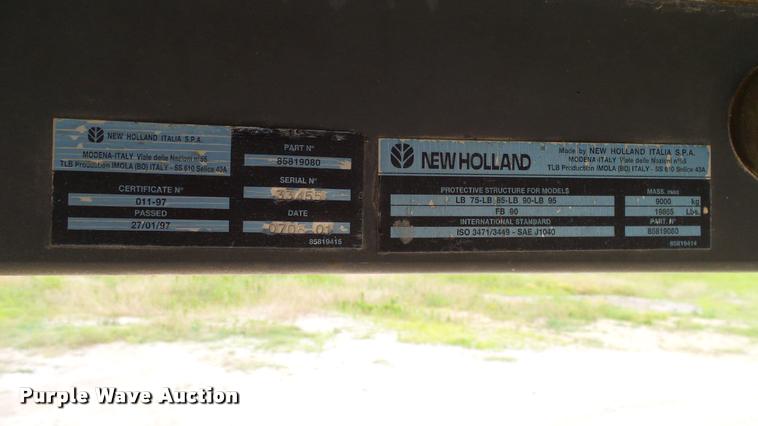 NEW HOLLAND ITALIA S.P.A.
MODENA-ITALY Viale delle Nazioni n°55
TLB Production IMOLA (BO) ITALY - SS 610 Selice 43A
CERTIFICATE N°
011-97
PASSED
27/01/97
PART N°
85819080
SERIAL N°
33455
DATE
0708-01
85819415
NEW HOLLAND
Made by NEW HOLLAND ITALIA S.P.A.
MODENA-ITALY Viale delle Nazioni n°55
TLB Production IMOLA (BO) ITALY - SS 610 Selice 43A
PROTECTIVE STRUCTURE FOR MODELS
LB 75-LB 85-LB 90-LB 95
FB 90
INTERNATIONAL STANDARD
ISO 3471/3449 - SAE J1040
MASS. max
9000 kg
19865 Lbs.
PART. N°
85819080
85819414
Purple Wave Auction